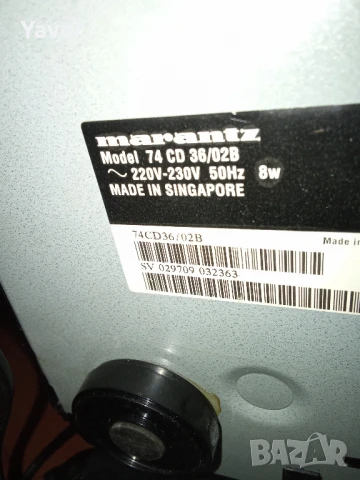 Yavor
marantz
Model 74 CD 36/02B
~ 220V-230V 50Hz 8w
MADE IN SINGAPORE
74CD36/02B Made in
SV 029709 032363
BAZAR